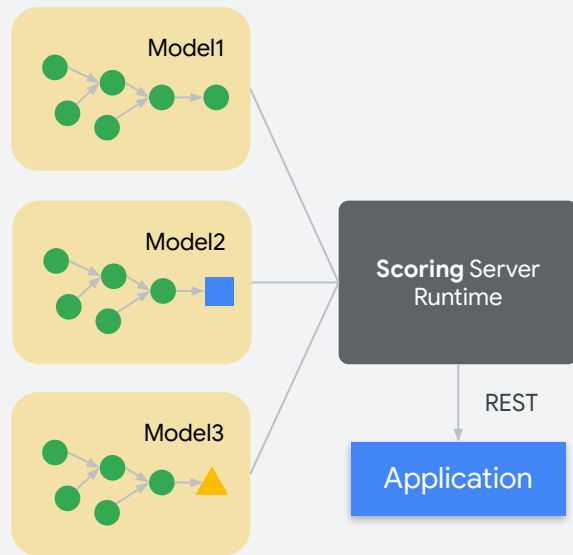 Model1
Model2
Scoring Server
Runtime
Model3
REST
Application